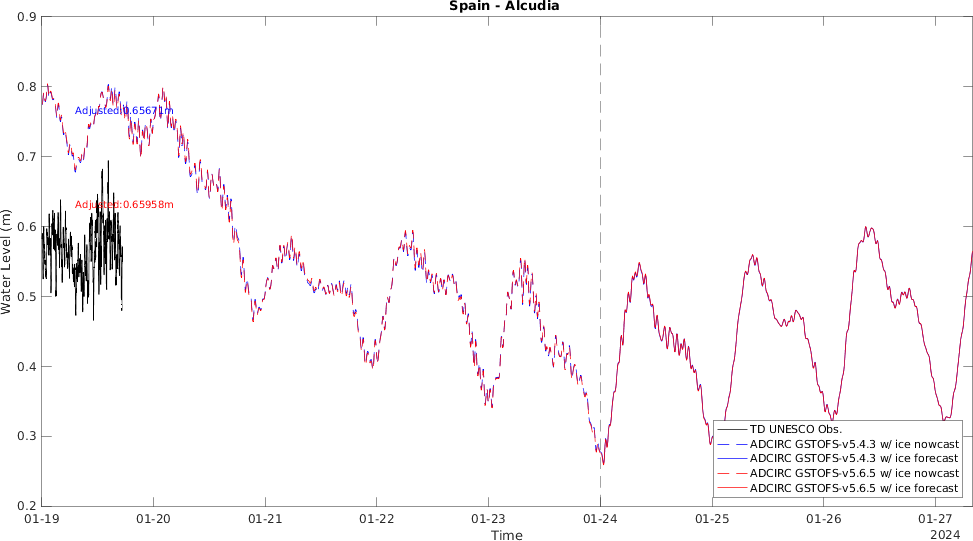 Spain - Alcudia
0.9
0.8
0.7
0.6
0.5
0.4
0.3
0.2
Water Level (m)
Adjusted:0.65671m
Adjusted:0.65958m
TD UNESCO Obs.
ADCIRC GSTOFS-v5.4.3 w/ ice nowcast
ADCIRC GSTOFS-v5.4.3 w/ ice forecast
ADCIRC GSTOFS-v5.6.5 w/ ice nowcast
ADCIRC GSTOFS-v5.6.5 w/ ice forecast
01-19 01-20 01-21 01-22 01-23 01-24 01-25 01-26 01-27
Time
2024